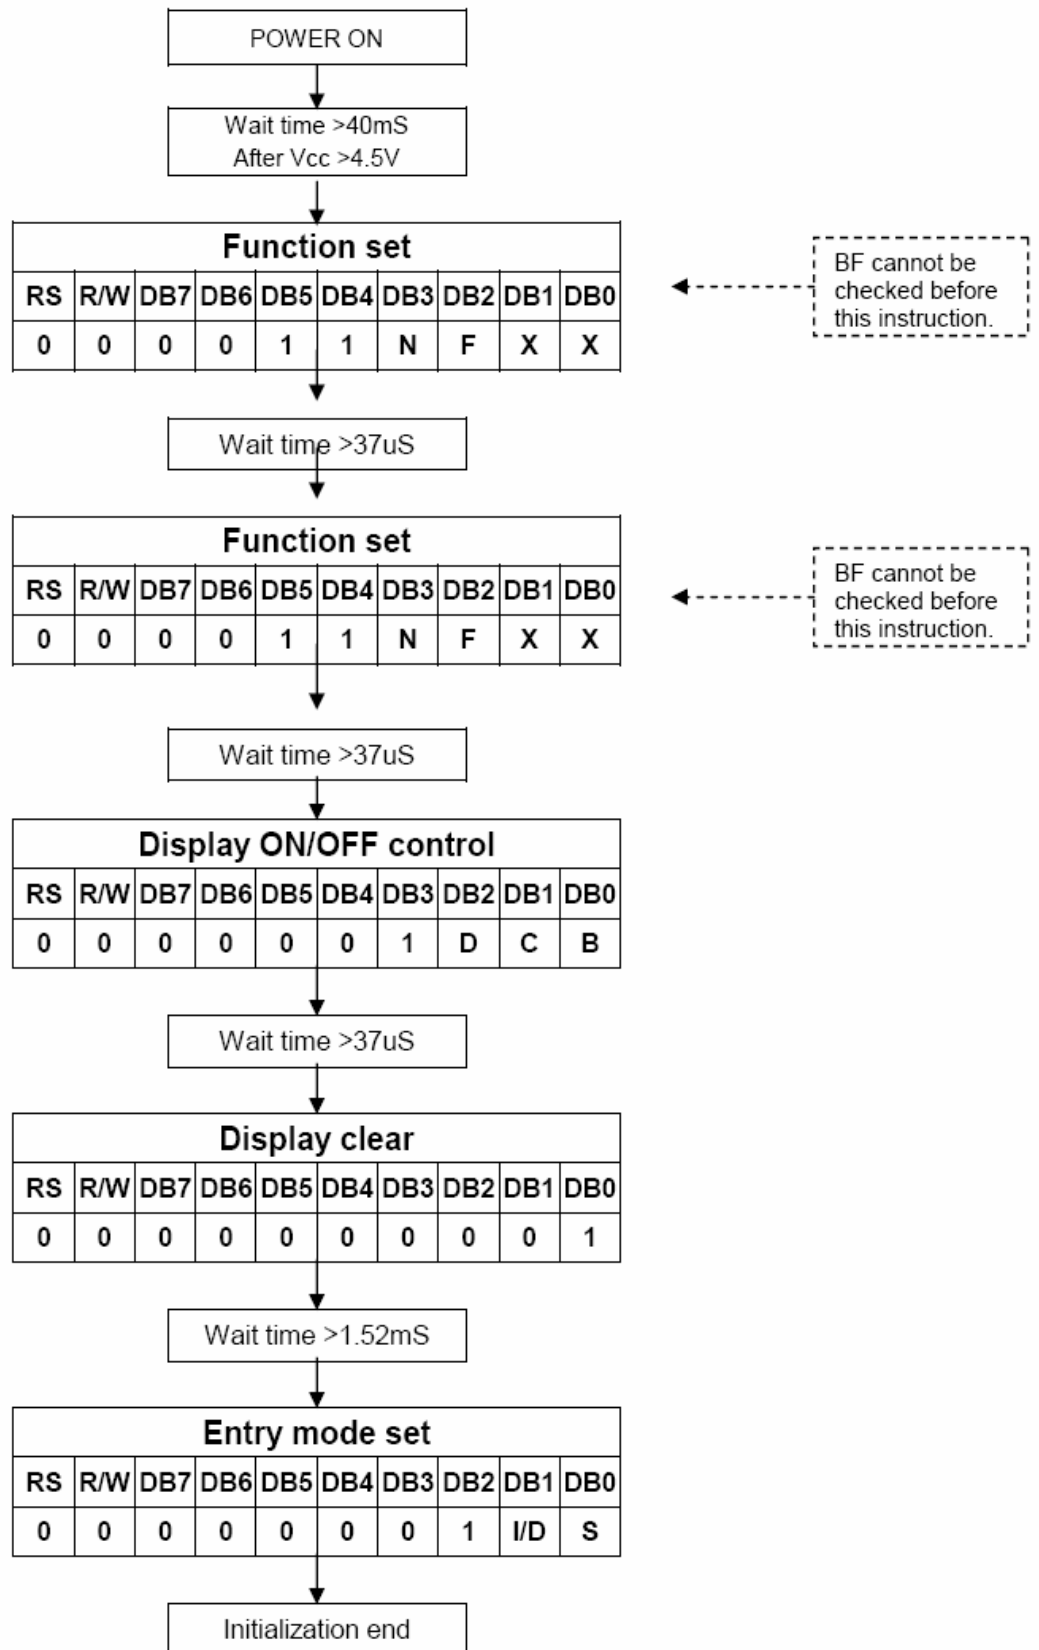 POWER ON
Wait time >40mS
After Vcc >4.5V
Function set
RS R/W DB7 DB6 DB5 DB4 DB3 DB2 DB1 DB0
0 0 0 0 1 1 N F X X
BF cannot be
checked before
this instruction.
Wait time >37uS
Function set
RS R/W DB7 DB6 DB5 DB4 DB3 DB2 DB1 DB0
0 0 0 0 1 1 N F X X
BF cannot be
checked before
this instruction.
Wait time >37uS
Display ON/OFF control
RS R/W DB7 DB6 DB5 DB4 DB3 DB2 DB1 DB0
0 0 0 0 0 0 1 D C B
Wait time >37uS
Display clear
RS R/W DB7 DB6 DB5 DB4 DB3 DB2 DB1 DB0
0 0 0 0 0 0 0 0 0 1
Wait time >1.52mS
Entry mode set
RS R/W DB7 DB6 DB5 DB4 DB3 DB2 DB1 DB0
0 0 0 0 0 0 0 1 I/D S
Initialization end